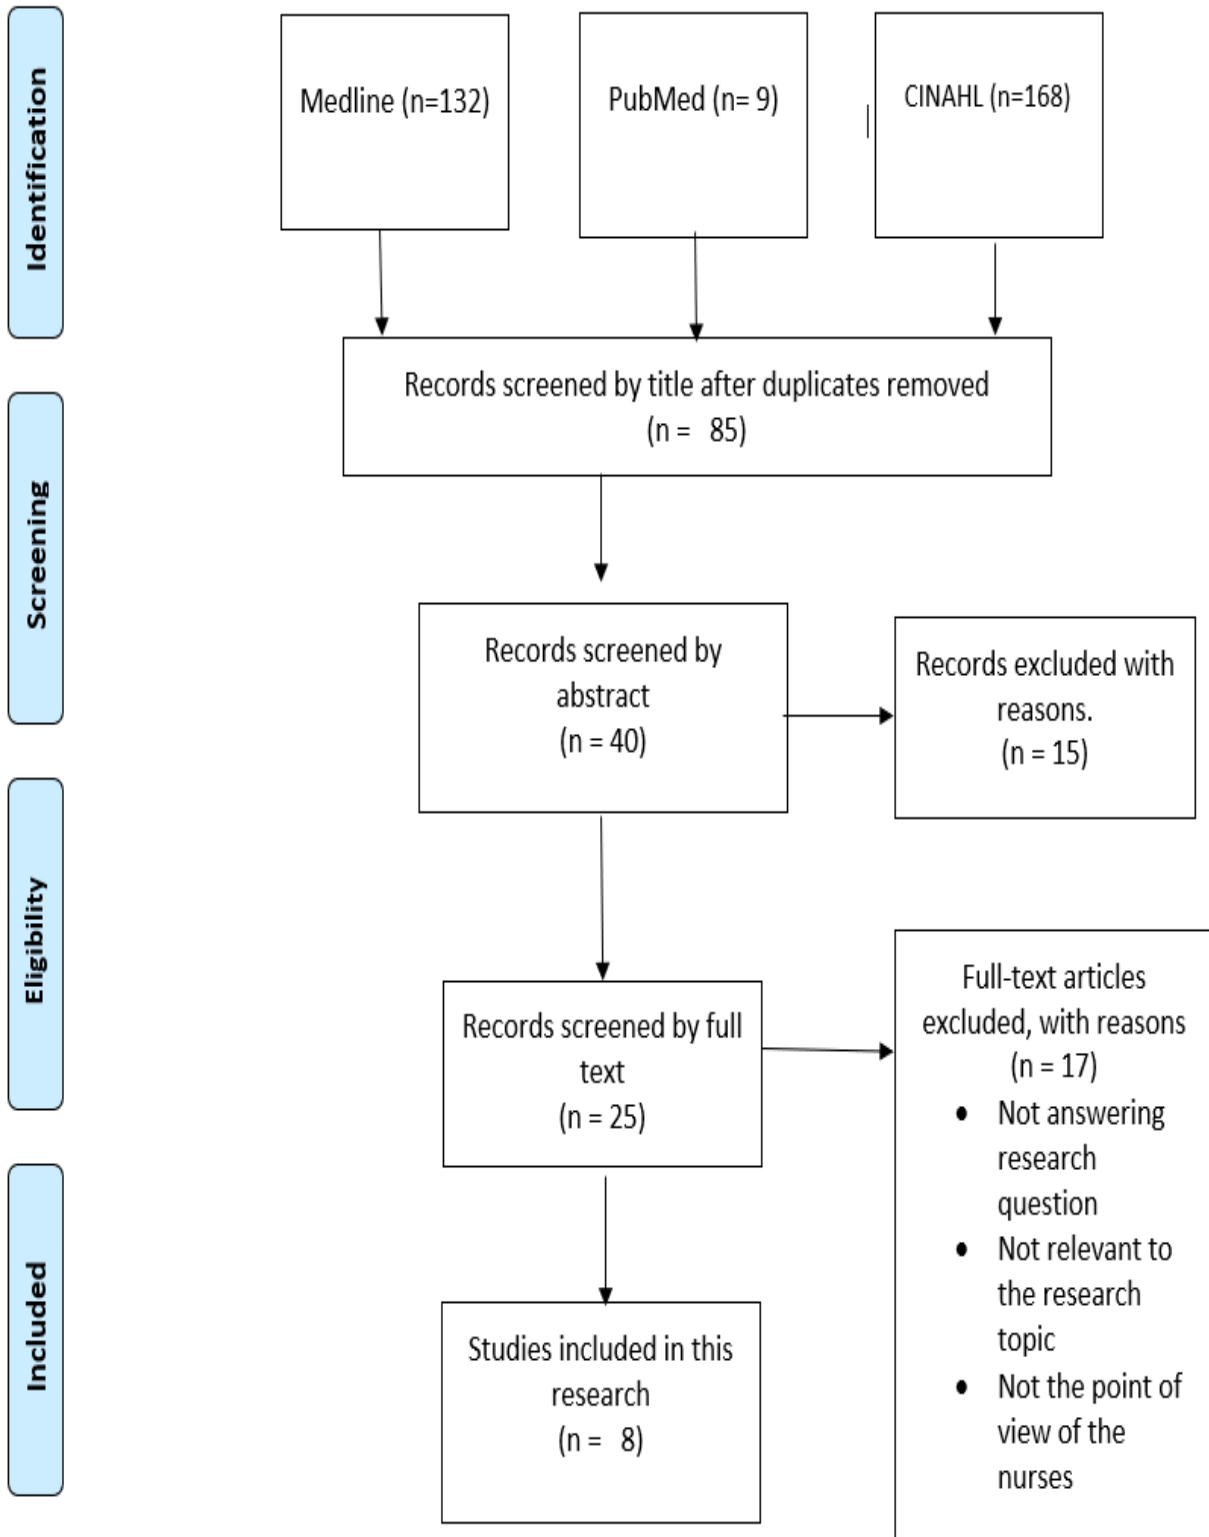 Identification
Medline (n=132)
PubMed (n= 9)
CINAHL (n=168)
Records screened by title after duplicates removed
(n =   85)
Screening
Records screened by
abstract
(n = 40)
Records excluded with
reasons.
(n = 15)
Eligibility
Records screened by full
text
(n = 25)
Full-text articles
excluded, with reasons
(n = 17)
• Not answering
research
question
• Not relevant to
the research
topic
• Not the point of
view of the
nurses
Included
Studies included in this
research
(n =   8)